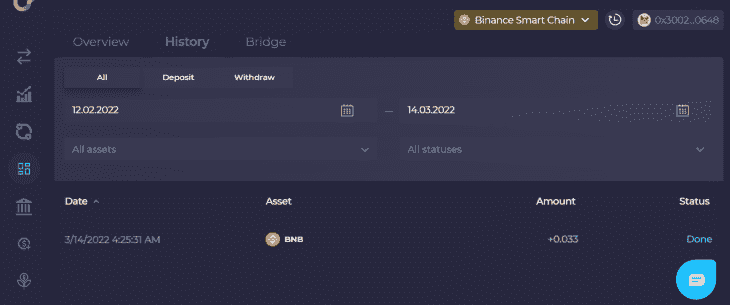 Binance Smart Chain 0x3002...0648
Overview History Bridge
All Deposit Withdraw
12.02.2022 — 14.03.2022
All assets All statuses
Date Asset Amount Status
3/14/2022 4:25:31 AM BNB +0.033 Done